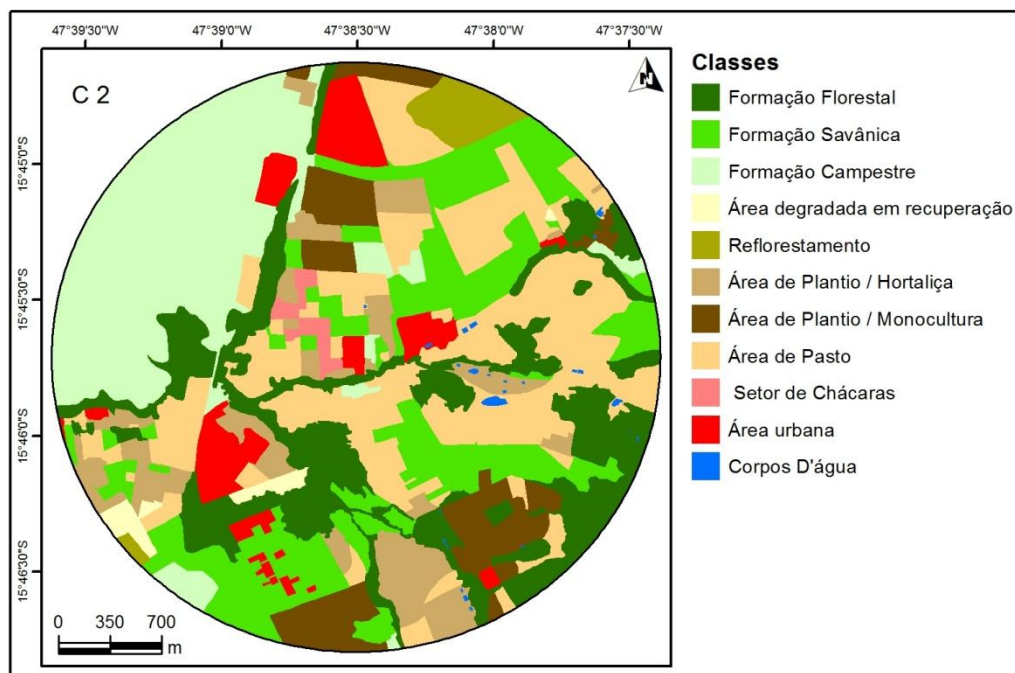 47°39'30"W 47°39'0"W 47°38'30"W 47°38'0"W 47°37'30"W
C 2
N
15°45'0"S
15°45'30"S
15°46'0"S
15°46'30"S
0 350 700
m
Classes
Formação Florestal
Formação Savânica
Formação Campestre
Área degradada em recuperação
Reflorestamento
Área de Plantio / Hortaliça
Área de Plantio / Monocultura
Área de Pasto
Setor de Chácaras
Área urbana
Corpos D'água